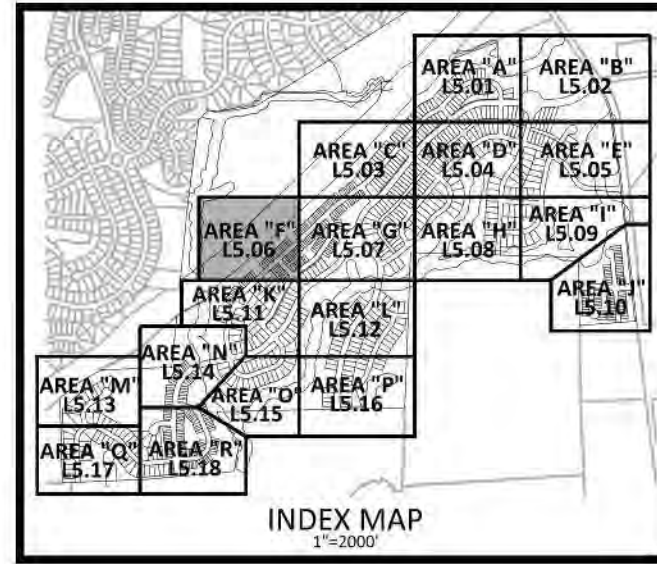 AREA "A"
L5.01
AREA "B"
L5.02
AREA "C"
L5.03
AREA "D"
L5.04
AREA "E"
L5.05
AREA "F"
L5.06
AREA "G"
L5.07
AREA "H"
L5.08
AREA "I"
L5.09
AREA "J"
L5.10
AREA "K"
L5.11
AREA "L"
L5.12
AREA "M"
L5.13
AREA "N"
L5.14
AREA "O"
L5.15
AREA "P"
L5.16
AREA "Q"
L5.17
AREA "R"
L5.18
INDEX MAP
1"=2000'